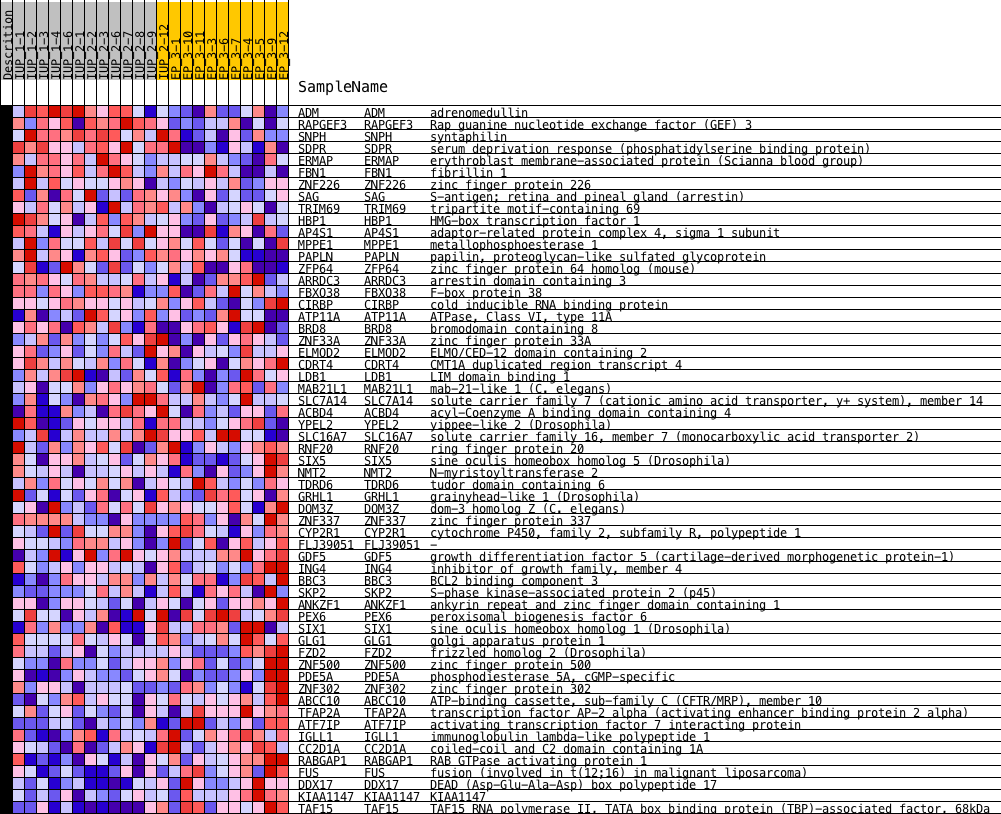 Descrition
IUP_1-1
IUP_1-2
IUP_1-3
IUP_1-4
IUP_1-6
IUP_2-1
IUP_2-2
IUP_2-3
IUP_2-6
IUP_2-7
IUP_2-8
IUP_2-9
IUP_2-12
EP_3-1
EP_3-10
EP_3-11
EP_3-3
EP_3-6
EP_3-7
EP_3-4
EP_3-5
EP_3-9
EP_3-12
SampleName
ADM ADM adrenomedullin
RAPGEF3 RAPGEF3 Rap guanine nucleotide exchange factor (GEF) 3
SNPH SNPH syntaphilin
SDPR SDPR serum deprivation response (phosphatidylserine binding protein)
ERMAP ERMAP erythroblast membrane-associated protein (Scianna blood group)
FBN1 FBN1 fibrillin 1
ZNF226 ZNF226 zinc finger protein 226
SAG SAG S-antigen; retina and pineal gland (arrestin)
TRIM69 TRIM69 tripartite motif-containing 69
HBP1 HBP1 HMG-box transcription factor 1
AP4S1 AP4S1 adaptor-related protein complex 4, sigma 1 subunit
MPPE1 MPPE1 metallophosphoesterase 1
PAPLN PAPLN papilin, proteoglycan-like sulfated glycoprotein
ZFP64 ZFP64 zinc finger protein 64 homolog (mouse)
ARRDC3 ARRDC3 arrestin domain containing 3
FBXO38 FBXO38 F-box protein 38
CIRBP CIRBP cold inducible RNA binding protein
ATP11A ATP11A ATPase, Class VI, type 11A
BRD8 BRD8 bromodomain containing 8
ZNF33A ZNF33A zinc finger protein 33A
ELMOD2 ELMOD2 ELMO/CED-12 domain containing 2
CDRT4 CDRT4 CMT1A duplicated region transcript 4
LDB1 LDB1 LIM domain binding 1
MAB21L1 MAB21L1 mab-21-like 1 (C. elegans)
SLC7A14 SLC7A14 solute carrier family 7 (cationic amino acid transporter, y+ system), member 14
ACBD4 ACBD4 acyl-Coenzyme A binding domain containing 4
YPEL2 YPEL2 yippee-like 2 (Drosophila)
SLC16A7 SLC16A7 solute carrier family 16, member 7 (monocarboxylic acid transporter 2)
RNF20 RNF20 ring finger protein 20
SIX5 SIX5 sine oculis homeobox homolog 5 (Drosophila)
NMT2 NMT2 N-myristoyltransferase 2
TDRD6 TDRD6 tudor domain containing 6
GRHL1 GRHL1 grainyhead-like 1 (Drosophila)
DOM3Z DOM3Z dom-3 homolog Z (C. elegans)
ZNF337 ZNF337 zinc finger protein 337
CYP2R1 CYP2R1 cytochrome P450, family 2, subfamily R, polypeptide 1
FLJ39051 FLJ39051 -
GDF5 GDF5 growth differentiation factor 5 (cartilage-derived morphogenetic protein-1)
ING4 ING4 inhibitor of growth family, member 4
BBC3 BBC3 BCL2 binding component 3
SKP2 SKP2 S-phase kinase-associated protein 2 (p45)
ANKZF1 ANKZF1 ankyrin repeat and zinc finger domain containing 1
PEX6 PEX6 peroxisomal biogenesis factor 6
SIX1 SIX1 sine oculis homeobox homolog 1 (Drosophila)
GLG1 GLG1 golgi apparatus protein 1
FZD2 FZD2 frizzled homolog 2 (Drosophila)
ZNF500 ZNF500 zinc finger protein 500
PDE5A PDE5A phosphodiesterase 5A, cGMP-specific
ZNF302 ZNF302 zinc finger protein 302
ABCC10 ABCC10 ATP-binding cassette, sub-family C (CFTR/MRP), member 10
TFAP2A TFAP2A transcription factor AP-2 alpha (activating enhancer binding protein 2 alpha)
ATF7IP ATF7IP activating transcription factor 7 interacting protein
IGLL1 IGLL1 immunoglobulin lambda-like polypeptide 1
CC2D1A CC2D1A coiled-coil and C2 domain containing 1A
RABGAP1 RABGAP1 RAB GTPase activating protein 1
FUS FUS fusion (involved in t(12;16) in malignant liposarcoma)
DDX17 DDX17 DEAD (Asp-Glu-Ala-Asp) box polypeptide 17
KIAA1147 KIAA1147 KIAA1147
TAF15 TAF15 TAF15 RNA polymerase II, TATA box binding protein (TBP)-associated factor, 68kDa